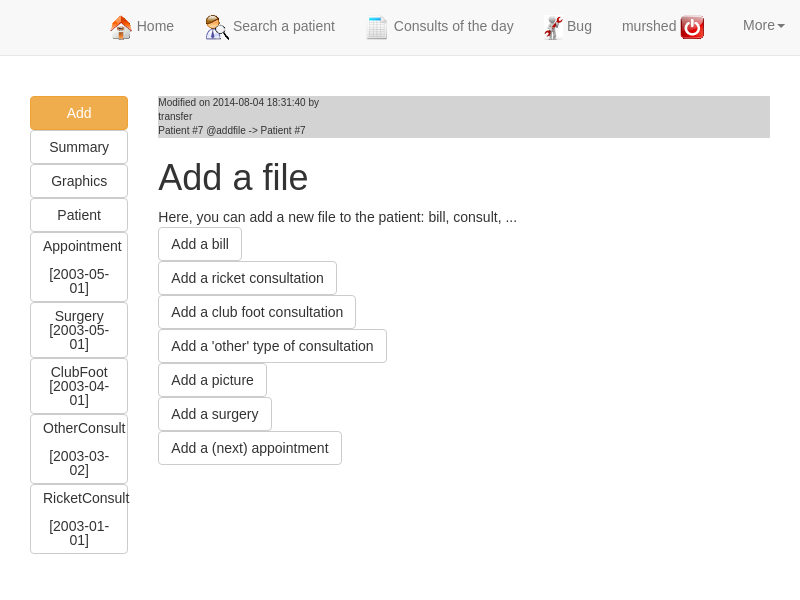 Home Search a patient Consults of the day Bug murshed More
Add
Summary
Graphics
Patient
Appointment
[2003-05-
01]
Surgery
[2003-05-
01]
ClubFoot
[2003-04-
01]
OtherConsult
[2003-03-
02]
RicketConsult
[2003-01-
01]
Modified on 2014-08-04 18:31:40 by
transfer
Patient #7 @addfile -> Patient #7
Add a file
Here, you can add a new file to the patient: bill, consult, ...
Add a bill
Add a ricket consultation
Add a club foot consultation
Add a 'other' type of consultation
Add a picture
Add a surgery
Add a (next) appointment